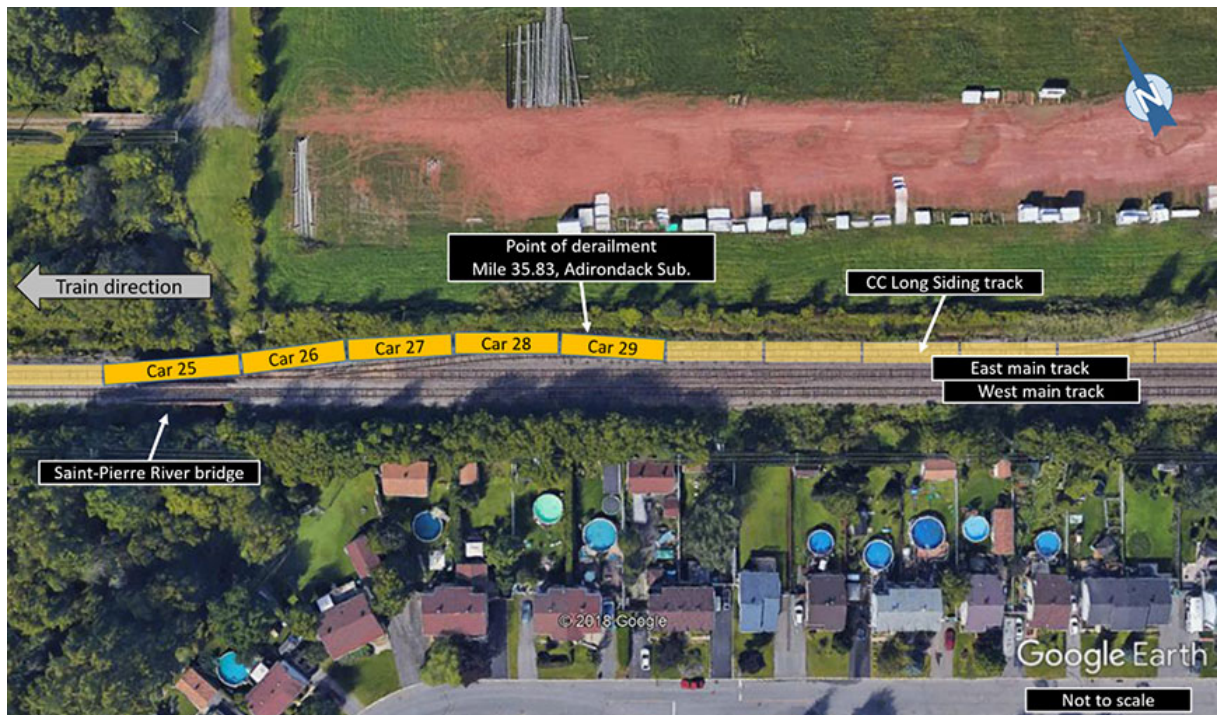 N
Point of derailment
Mile 35.83, Adirondack Sub.
Train direction
CC Long Siding track
Car 25
Car 26
Car 27
Car 28
Car 29
East main track
West main track
Saint-Pierre River bridge
© 2018 Google
Google Earth
Not to scale